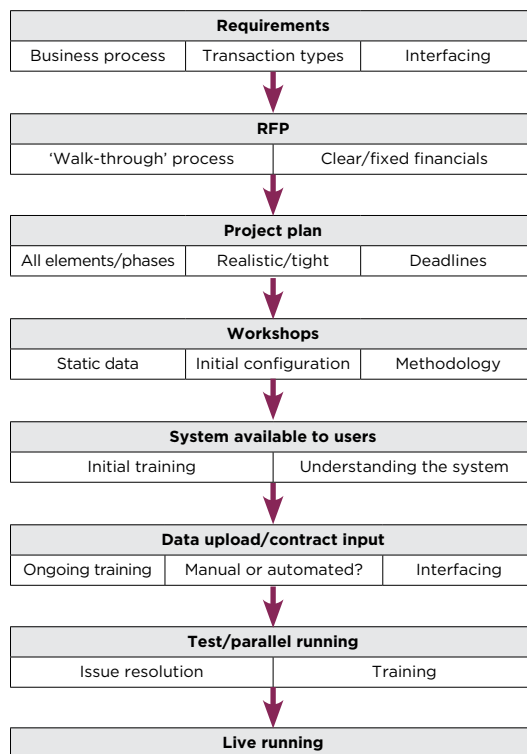 Requirements
Business process Transaction types Interfacing
RFP
‘Walk-through’ process Clear/fixed financials
Project plan
All elements/phases Realistic/tight Deadlines
Workshops
Static data Initial configuration Methodology
System available to users
Initial training Understanding the system
Data upload/contract input
Ongoing training Manual or automated? Interfacing
Test/parallel running
Issue resolution Training
Live running